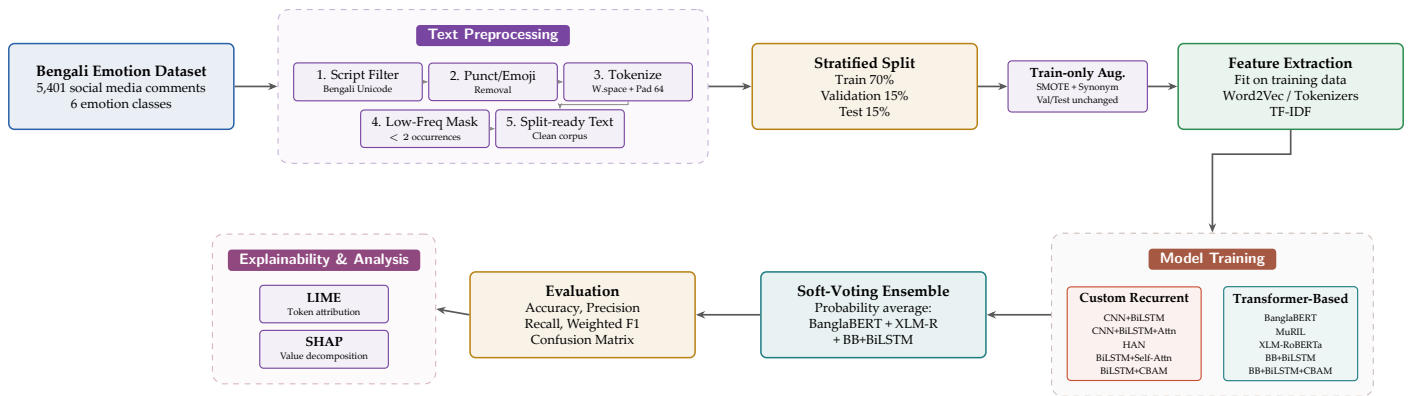 Bengali Emotion Dataset
5,401 social media comments
6 emotion classes
Text Preprocessing
1. Script Filter
Bengali Unicode
2. Punct/Emoji
Removal
3. Tokenize
W.space + Pad 64
4. Low-Freq Mask
< 2 occurrences
5. Split-ready Text
Clean corpus
Stratified Split
Train 70%
Validation 15%
Test 15%
Train-only Aug.
SMOTE + Synonym
Val/Test unchanged
Feature Extraction
Fit on training data
Word2Vec / Tokenizers
TF-IDF
Model Training
Custom Recurrent
CNN+BiLSTM
CNN+BiLSTM+Attn
HAN
BiLSTM+Self-Attn
BiLSTM+CBAM
Transformer-Based
BanglaBERT
MuRIL
XLM-RoBERTa
BB+BiLSTM
BB+BiLSTM+CBAM
Soft-Voting Ensemble
Probability average:
BanglaBERT + XLM-R
+ BB+BiLSTM
Evaluation
Accuracy, Precision
Recall, Weighted F1
Confusion Matrix
Explainability & Analysis
LIME
Token attribution
SHAP
Value decomposition